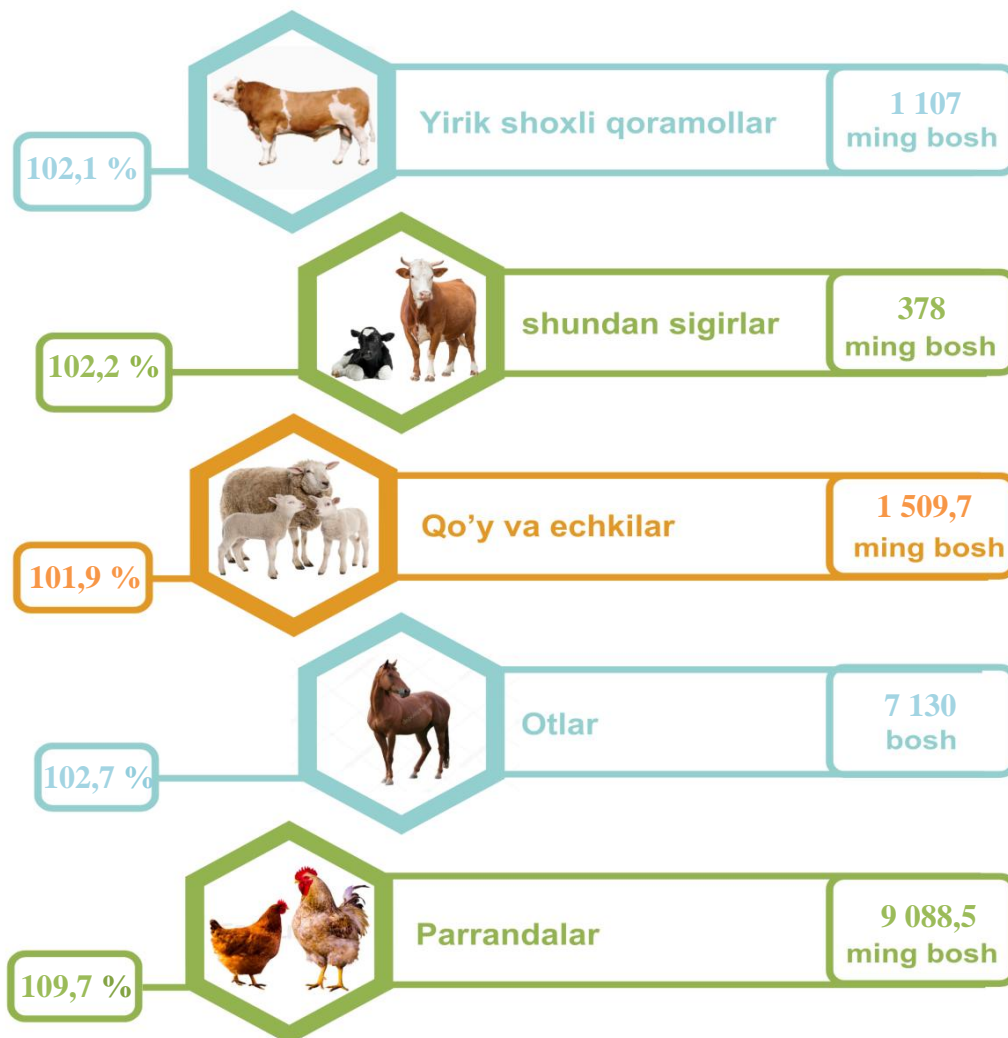 1 107
Yirik shoxli qoramollar
ming bosh
102,1 %
378
shundan sigirlar
ming bosh
102,2 %
1 509,7
Qo’y va echkilar
ming bosh
101,9 %
7 130
Otlar
bosh
102,7 %
9 088,5
Parrandalar
ming bosh
109,7 %